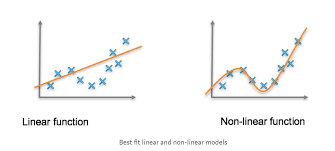 Linear function
Non-linear function
Best fit linear and non-linear models